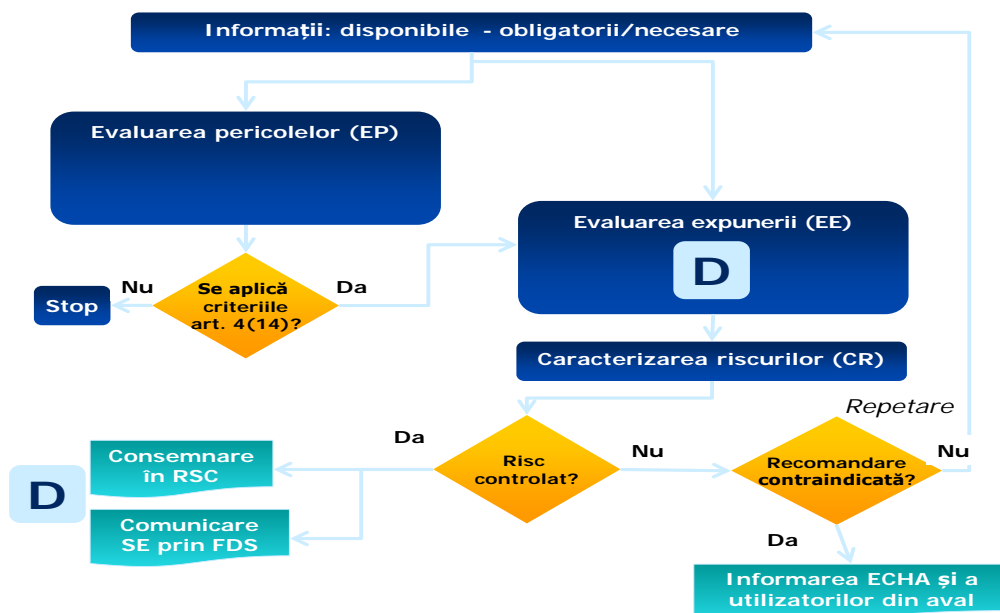 Informații: disponibile - obligatorii/necesare
Evaluarea pericolelor (EP)
Evaluarea expunerii (EE)
D
Nu
Se aplică
criteriile
art. 4(14)?
Da
Stop
Caracterizarea riscurilor (CR)
Repetare
Da
Risc
controlat?
Nu
Recomandare
contraindicată?
Nu
Consemnare
în RSC
D
Comunicare
SE prin FDS
Da
Informarea ECHA și a
utilizatorilor din aval